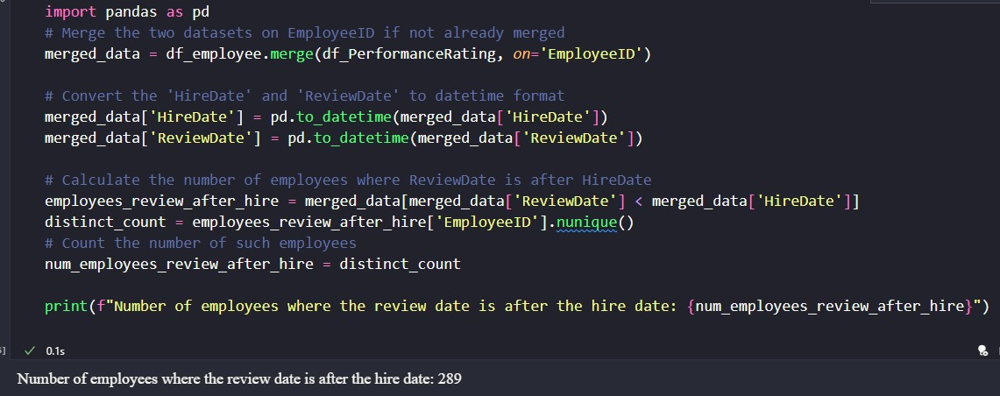 import pandas as pd
# Merge the two datasets on EmployeeID if not already merged
merged_data = df_employee.merge(df_PerformanceRating, on='EmployeeID')
# Convert the 'HireDate' and 'ReviewDate' to datetime format
merged_data['HireDate'] = pd.to_datetime(merged_data['HireDate'])
merged_data['ReviewDate'] = pd.to_datetime(merged_data['ReviewDate'])
# Calculate the number of employees where ReviewDate is after HireDate
employees_review_after_hire = merged_data[merged_data['ReviewDate'] < merged_data['HireDate']]
distinct_count = employees_review_after_hire['EmployeeID'].nunique()
# Count the number of such employees
num_employees_review_after_hire = distinct_count
print(f"Number of employees where the review date is after the hire date: {num_employees_review_after_hire}")
0.1s
Number of employees where the review date is after the hire date: 289